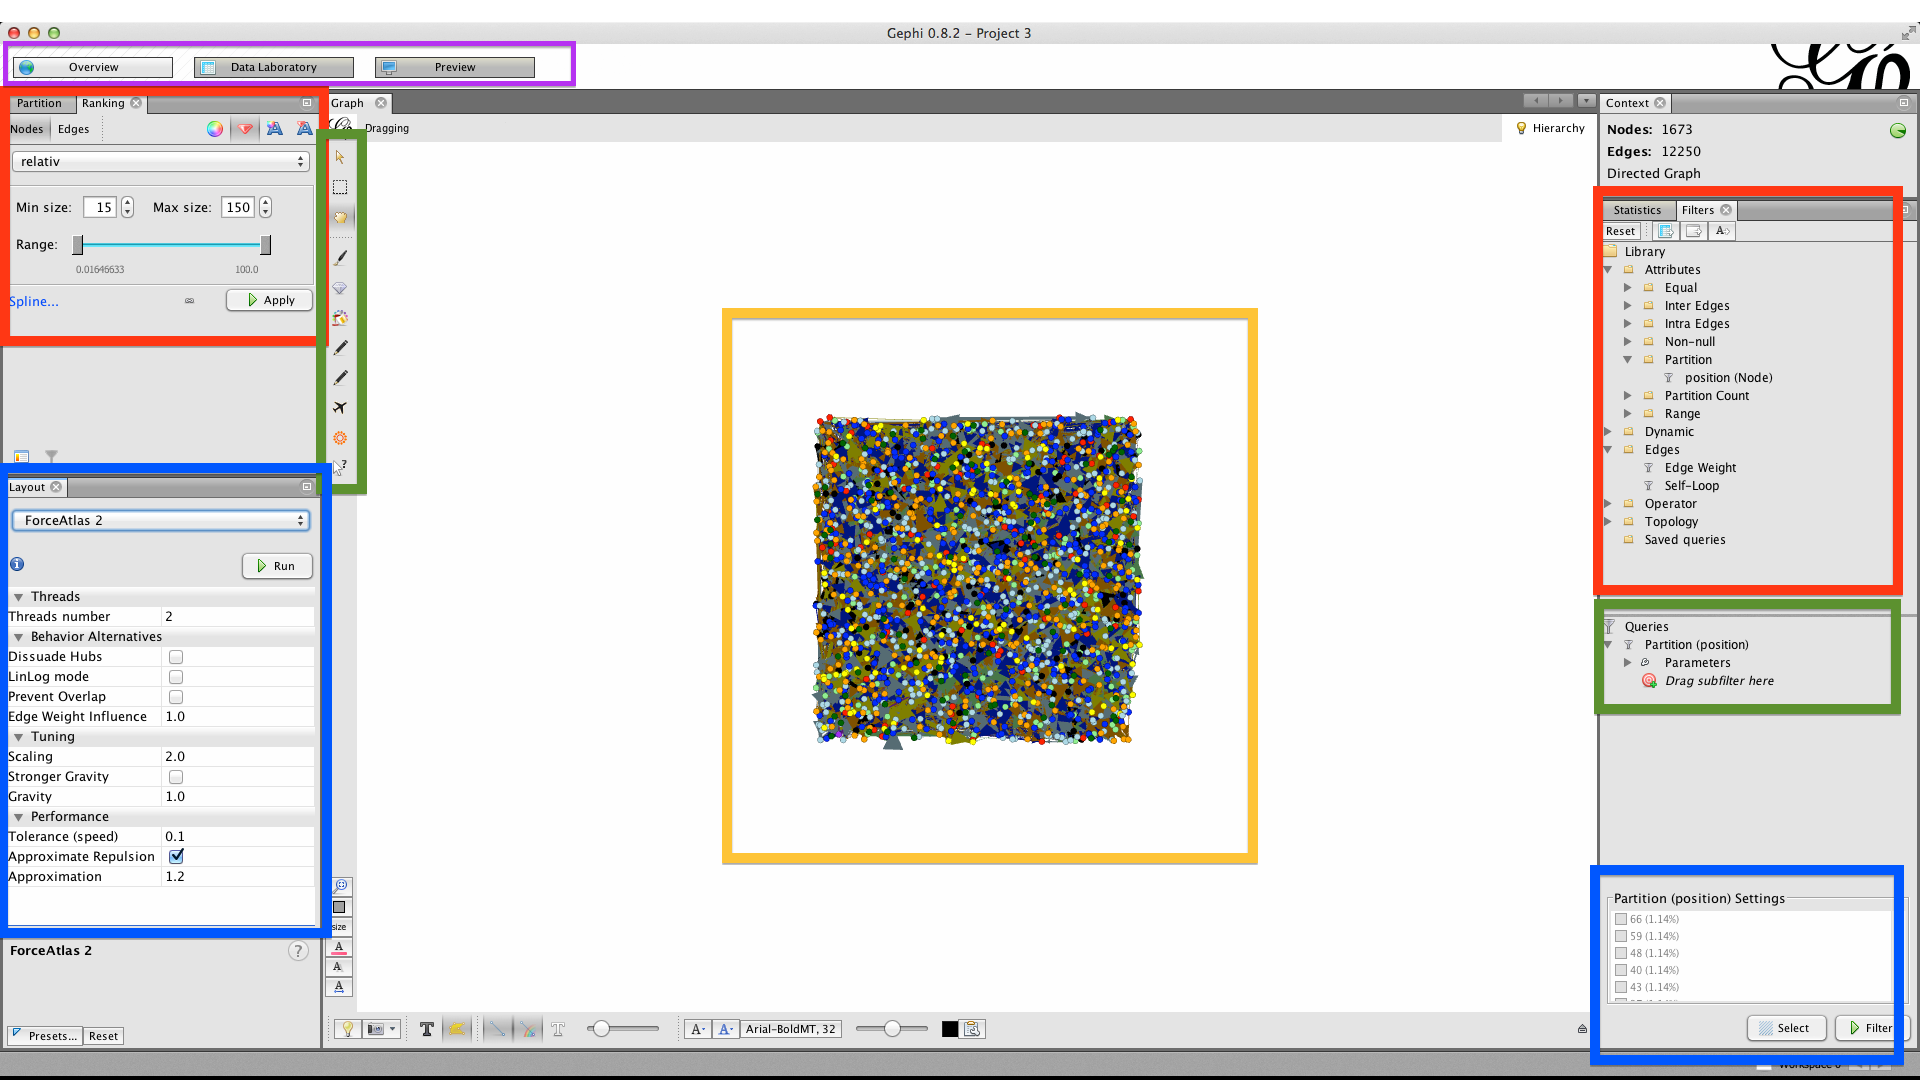 Gephi 0.8.2 – Project 3
Overview
Data Laboratory
Preview
Partition
Ranking
Nodes
Edges
relativ
Min size: 15
Max size: 150
Range:
0.01646633
100.0
Spline...
Apply
Layout
ForceAtlas 2
Run
Threads
Threads number 2
Behavior Alternatives
Dissuade Hubs
LinLog mode
Prevent Overlap
Edge Weight Influence 1.0
Tuning
Scaling 2.0
Stronger Gravity
Gravity 1.0
Performance
Tolerance (speed) 0.1
Approximate Repulsion
Approximation 1.2
ForceAtlas 2
?
Presets...
Reset
Graph
Dragging
Hierarchy
size
A
A
A
T
T
A
A
Arial-BoldMT, 32
Context
Nodes: 1673
Edges: 12250
Directed Graph
Statistics
Filters
Reset
Library
Attributes
Equal
Inter Edges
Intra Edges
Non-null
Partition
position (Node)
Partition Count
Range
Dynamic
Edges
Edge Weight
Self-Loop
Operator
Topology
Saved queries
Queries
Partition (position)
Parameters
Drag subfilter here
Partition (position) Settings
66 (1.14%)
59 (1.14%)
48 (1.14%)
40 (1.14%)
43 (1.14%)
Select
Filter